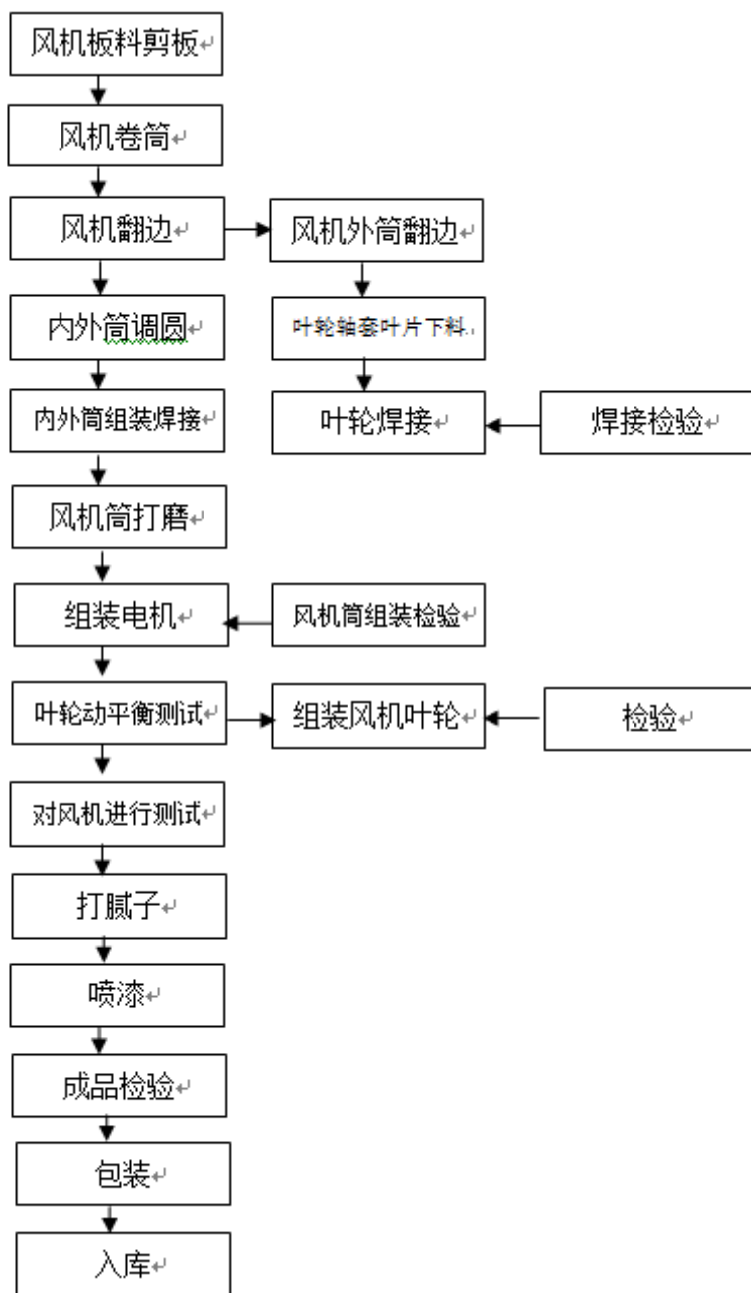 风机板料剪板
风机卷筒
风机翻边
风机外筒翻边
内外筒调圆
叶轮轴套叶片下料
内外筒组装焊接
叶轮焊接
焊接检验
风机筒打磨
组装电机
风机筒组装检验
叶轮动平衡测试
组装风机叶轮
检验
对风机进行测试
打腻子
喷漆
成品检验
包装
入库